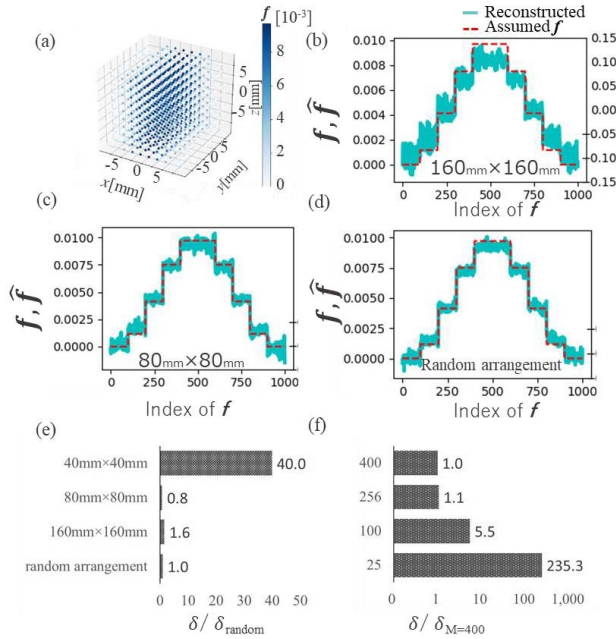 (a)
f [10⁻³]
8
6
4
2
0
5
0
-5
z[mm]
-5
0
5
x[mm]
-5
0
5
y[mm]
(b)
Reconstructed
Assumed f
0.010
0.008
0.006
0.004
0.002
0.000
0.15
0.10
0.05
0.00
0.05
0.10
0.15
f, f̂
160mm×160mm
0 250 500 750 1000
Index of f
(c)
0.0100
0.0075
0.0050
0.0025
0.0000
f, f̂
80mm×80mm
0 250 500 750 1000
Index of f
(d)
0.0100
0.0075
0.0050
0.0025
0.0000
f, f̂
Random arrangement
0 250 500 750 1000
Index of f
(e)
40mm×40mm 40.0
80mm×80mm 0.8
160mm×160mm 1.6
random arrangement 1.0
0 10 20 30 40 50
δ/ δrandom
(f)
400 1.0
256 1.1
100 5.5
25 235.3
0 1 5 10 100 1,000
δ / δM=400